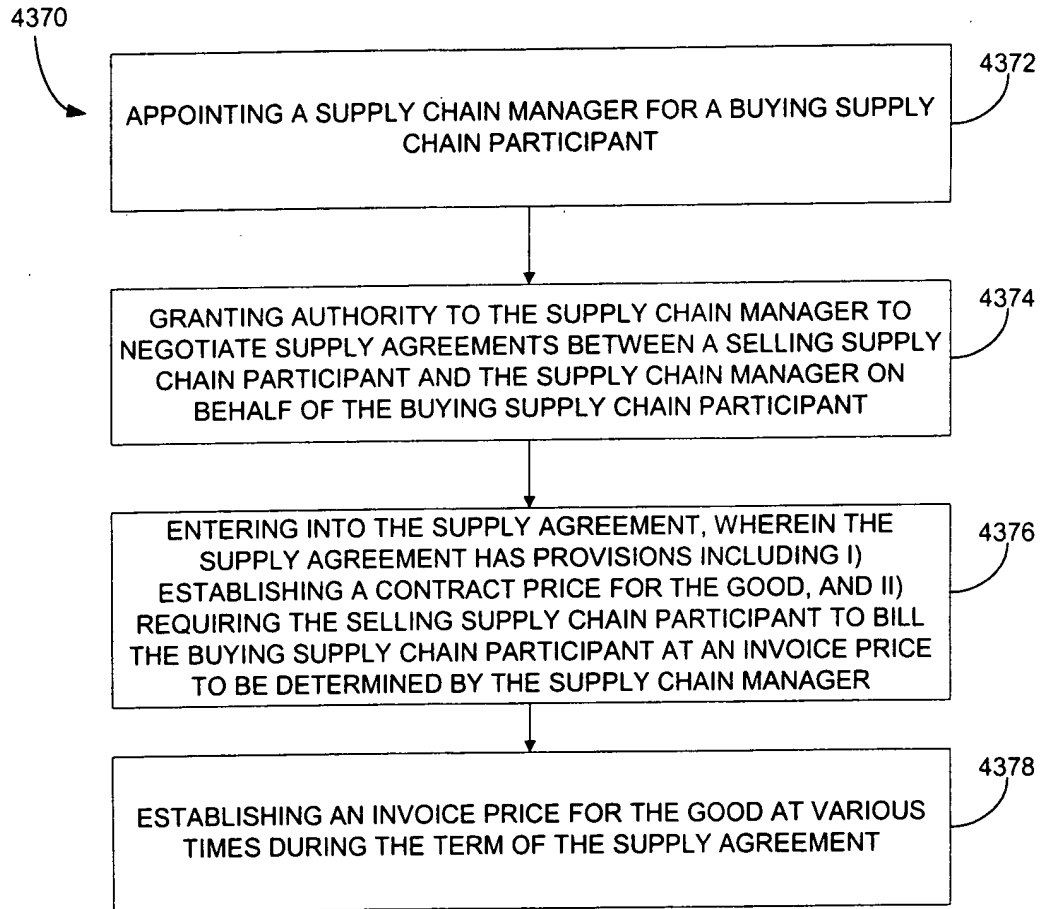 4370
4372
APPOINTING A SUPPLY CHAIN MANAGER FOR A BUYING SUPPLY
CHAIN PARTICIPANT
4374
GRANTING AUTHORITY TO THE SUPPLY CHAIN MANAGER TO
NEGOTIATE SUPPLY AGREEMENTS BETWEEN A SELLING SUPPLY
CHAIN PARTICIPANT AND THE SUPPLY CHAIN MANAGER ON
BEHALF OF THE BUYING SUPPLY CHAIN PARTICIPANT
4376
ENTERING INTO THE SUPPLY AGREEMENT, WHEREIN THE
SUPPLY AGREEMENT HAS PROVISIONS INCLUDING I)
ESTABLISHING A CONTRACT PRICE FOR THE GOOD, AND II)
REQUIRING THE SELLING SUPPLY CHAIN PARTICIPANT TO BILL
THE BUYING SUPPLY CHAIN PARTICIPANT AT AN INVOICE PRICE
TO BE DETERMINED BY THE SUPPLY CHAIN MANAGER
4378
ESTABLISHING AN INVOICE PRICE FOR THE GOOD AT VARIOUS
TIMES DURING THE TERM OF THE SUPPLY AGREEMENT